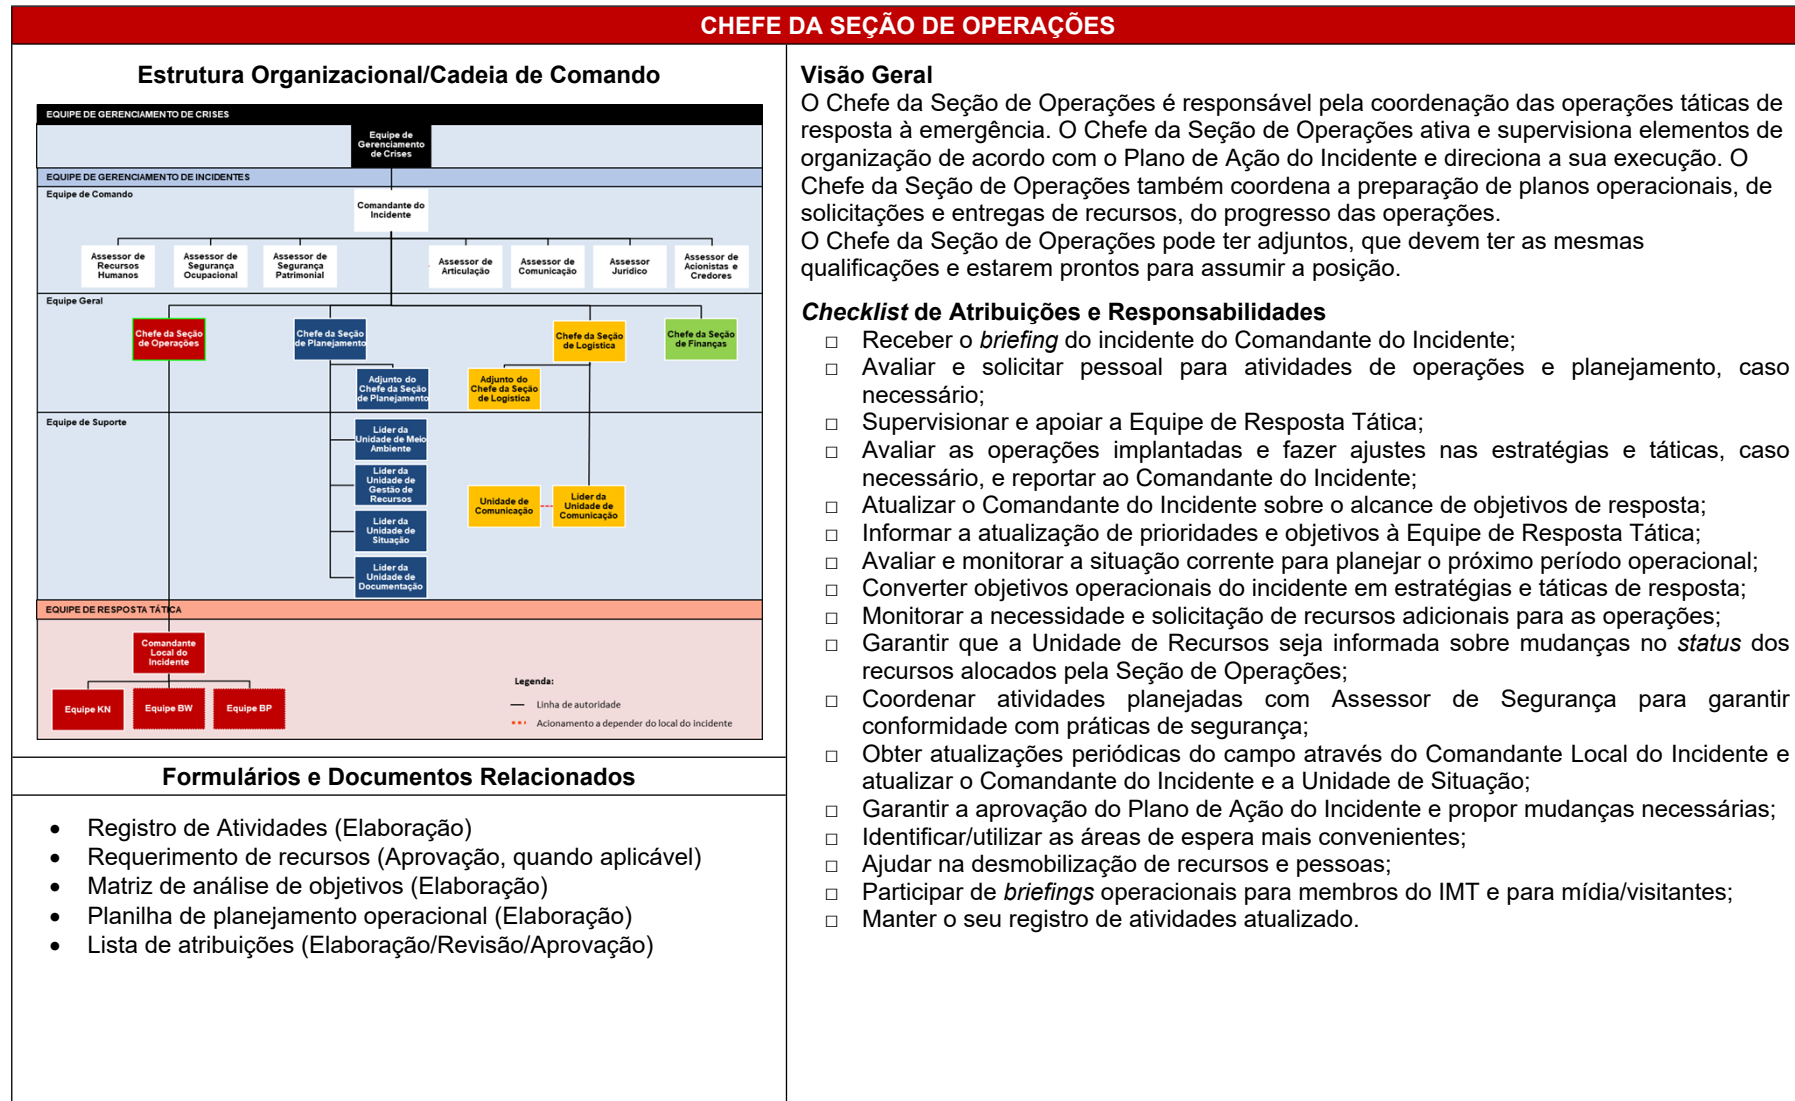 CHEFE DA SEÇÃO DE OPERAÇÕES
Estrutura Organizacional/Cadeia de Comando
EQUIPE DE GERENCIAMENTO DE CRISES
Equipe de
Gerenciamento
de Crises
EQUIPE DE GERENCIAMENTO DE INCIDENTES
Equipe de Comando
Comandante do
Incidente
Assessor de
Recursos
Humanos
Assessor de
Segurança
Ocupacional
Assessor de
Segurança
Patrimonial
Assessor de
Articulação
Assessor de
Comunicação
Assessor
Jurídico
Assessor de
Acionistas e
Credores
Equipe Geral
Chefe da Seção
de Operações
Chefe da Seção
de Planejamento
Chefe da Seção
de Logística
Chefe da Seção
de Finanças
Adjunto do
Chefe da Seção
de Planejamento
Adjunto do
Chefe da Seção
de Logística
Equipe de Suporte
Líder da
Unidade de Meio
Ambiente
Líder da
Unidade de
Gestão de
Recursos
Unidade de
Comunicação
Líder da
Unidade de
Comunicação
Líder da
Unidade de
Situação
Líder da
Unidade de
Documentação
EQUIPE DE RESPOSTA TÁTICA
Comandante
Local do
Incidente
Equipe KN
Equipe BW
Equipe BP
Legenda:
Linha de autoridade
Acionamento a depender do local do incidente
Formulários e Documentos Relacionados
• Registro de Atividades (Elaboração)
• Requerimento de recursos (Aprovação, quando aplicável)
• Matriz de análise de objetivos (Elaboração)
• Planilha de planejamento operacional (Elaboração)
• Lista de atribuições (Elaboração/Revisão/Aprovação)
Visão Geral
O Chefe da Seção de Operações é responsável pela coordenação das operações táticas de
resposta à emergência. O Chefe da Seção de Operações ativa e supervisiona elementos de
organização de acordo com o Plano de Ação do Incidente e direciona a sua execução. O
Chefe da Seção de Operações também coordena a preparação de planos operacionais, de
solicitações e entregas de recursos, do progresso das operações.
O Chefe da Seção de Operações pode ter adjuntos, que devem ter as mesmas
qualificações e estarem prontos para assumir a posição.
Checklist de Atribuições e Responsabilidades
□ Receber o briefing do incidente do Comandante do Incidente;
□ Avaliar e solicitar pessoal para atividades de operações e planejamento, caso
necessário;
□ Supervisionar e apoiar a Equipe de Resposta Tática;
□ Avaliar as operações implantadas e fazer ajustes nas estratégias e táticas, caso
necessário, e reportar ao Comandante do Incidente;
□ Atualizar o Comandante do Incidente sobre o alcance de objetivos de resposta;
□ Informar a atualização de prioridades e objetivos à Equipe de Resposta Tática;
□ Avaliar e monitorar a situação corrente para planejar o próximo período operacional;
□ Converter objetivos operacionais do incidente em estratégias e táticas de resposta;
□ Monitorar a necessidade e solicitação de recursos adicionais para as operações;
□ Garantir que a Unidade de Recursos seja informada sobre mudanças no status dos
recursos alocados pela Seção de Operações;
□ Coordenar atividades planejadas com Assessor de Segurança para garantir
conformidade com práticas de segurança;
□ Obter atualizações periódicas do campo através do Comandante Local do Incidente e
atualizar o Comandante do Incidente e a Unidade de Situação;
□ Garantir a aprovação do Plano de Ação do Incidente e propor mudanças necessárias;
□ Identificar/utilizar as áreas de espera mais convenientes;
□ Ajudar na desmobilização de recursos e pessoas;
□ Participar de briefings operacionais para membros do IMT e para mídia/visitantes;
□ Manter o seu registro de atividades atualizado.